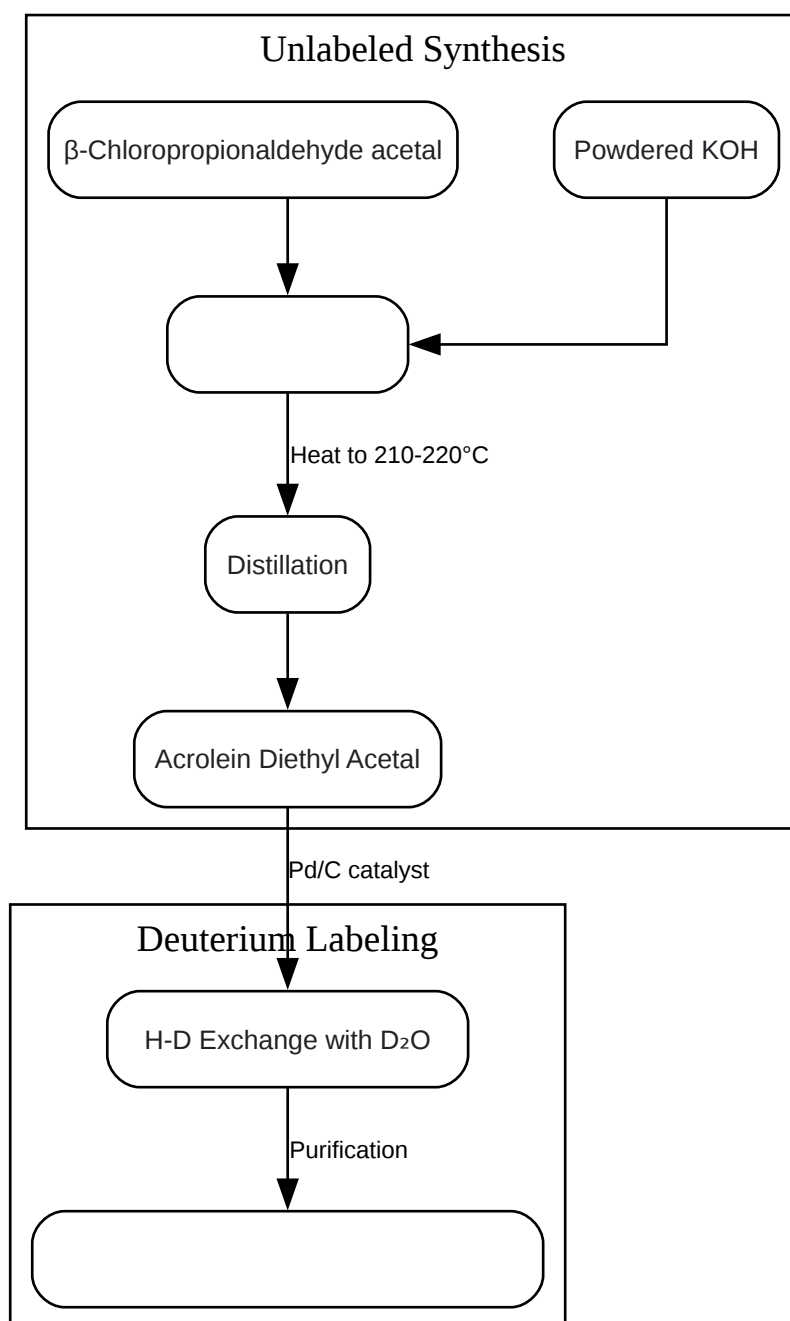 Unlabeled Synthesis
β-Chloropropionaldehyde acetal
Powdered KOH
Heat to 210-220°C
Distillation
Acrolein Diethyl Acetal
Pd/C catalyst
Deuterium Labeling
H-D Exchange with D₂O
Purification